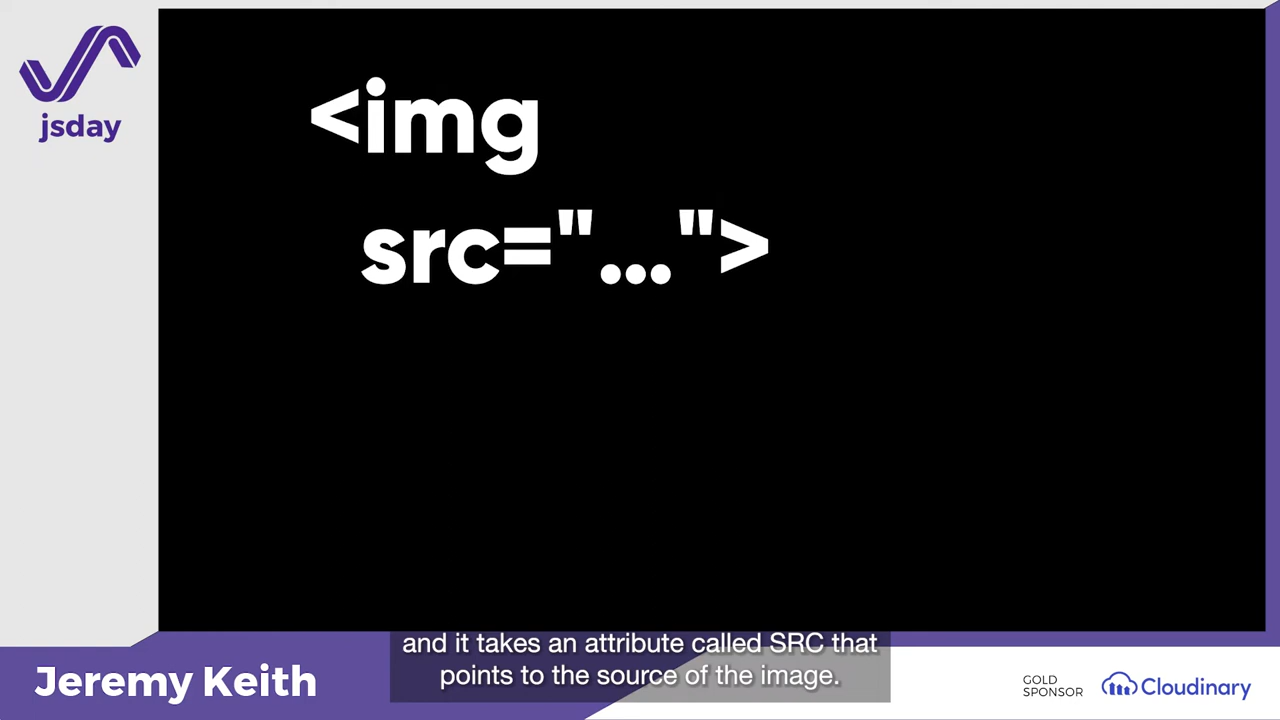 jsday
<img
src="...">
and it takes an attribute called SRC that
points to the source of the image.
Jeremy Keith
GOLD
SPONSOR
Cloudinary